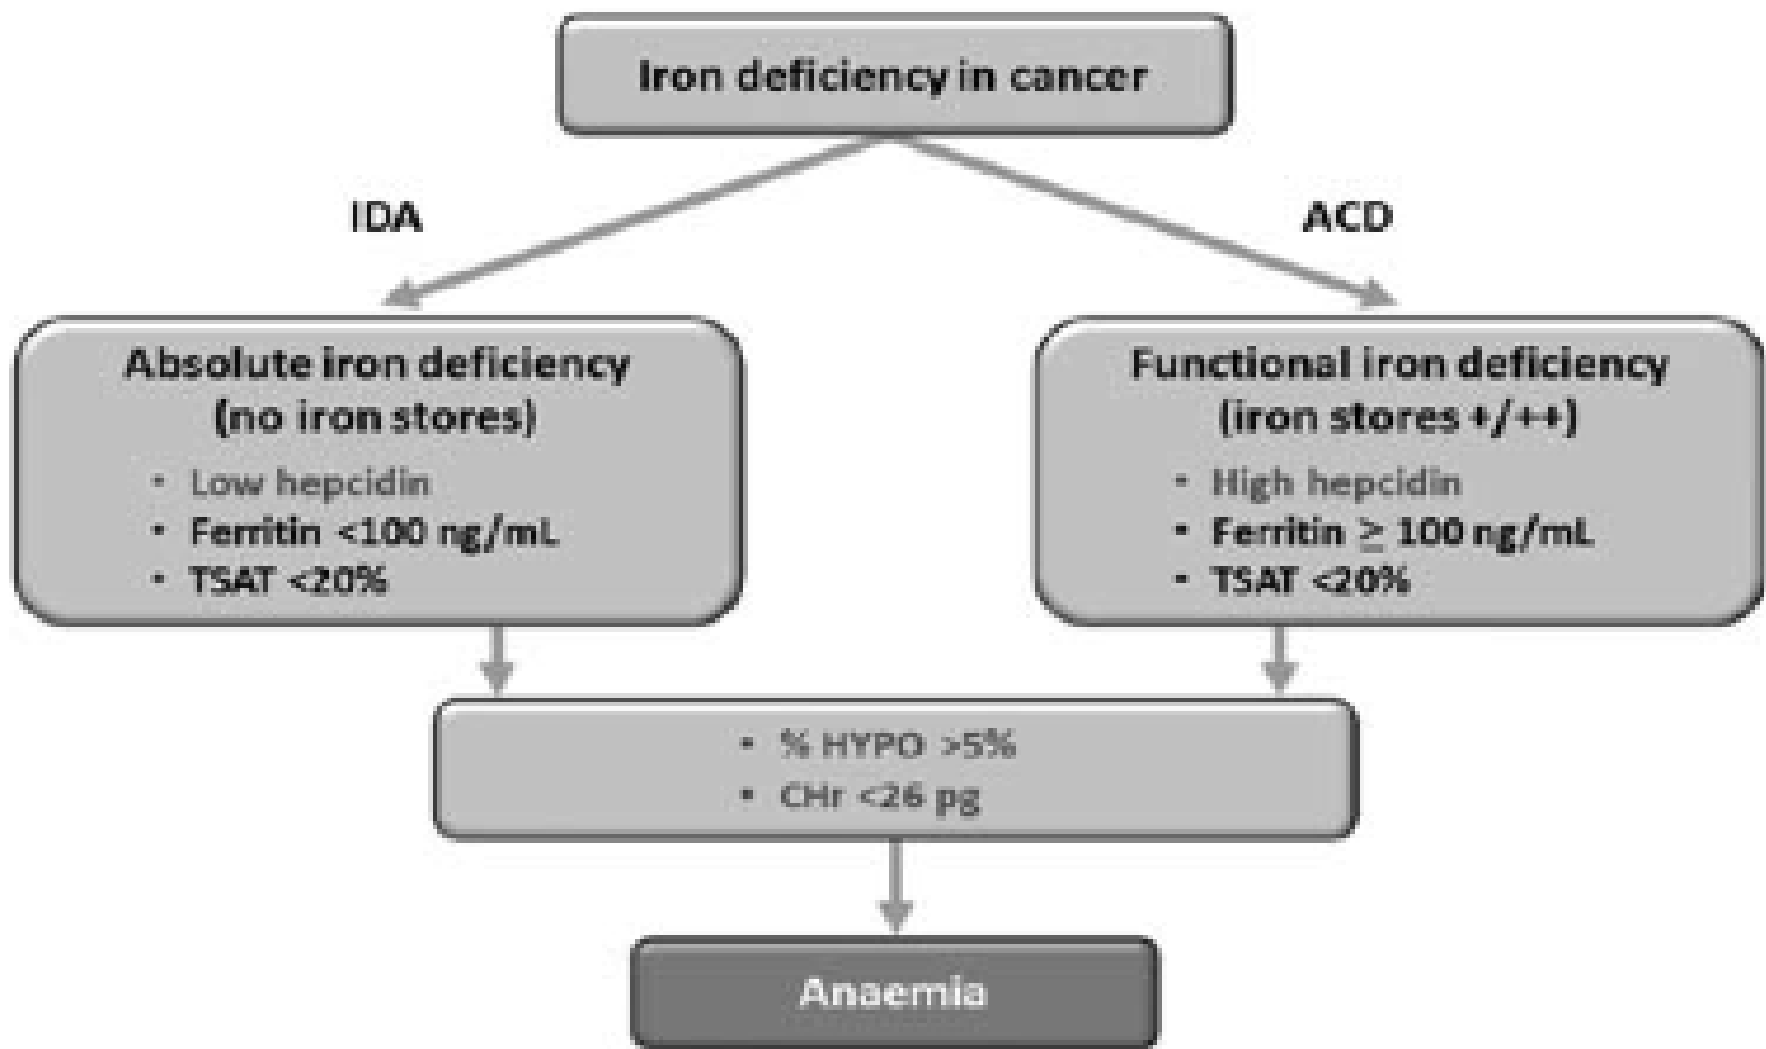 Iron deficiency in cancer
IDA
ACD
Absolute iron deficiency
(no iron stores)
• Low hepcidin
• Ferritin <100 ng/mL
• TSAT <20%
Functional iron deficiency
(iron stores +/++)
• High hepcidin
• Ferritin ≥ 100 ng/mL
• TSAT <20%
• % HYPO >5%
• CHr <26 pg
Anaemia